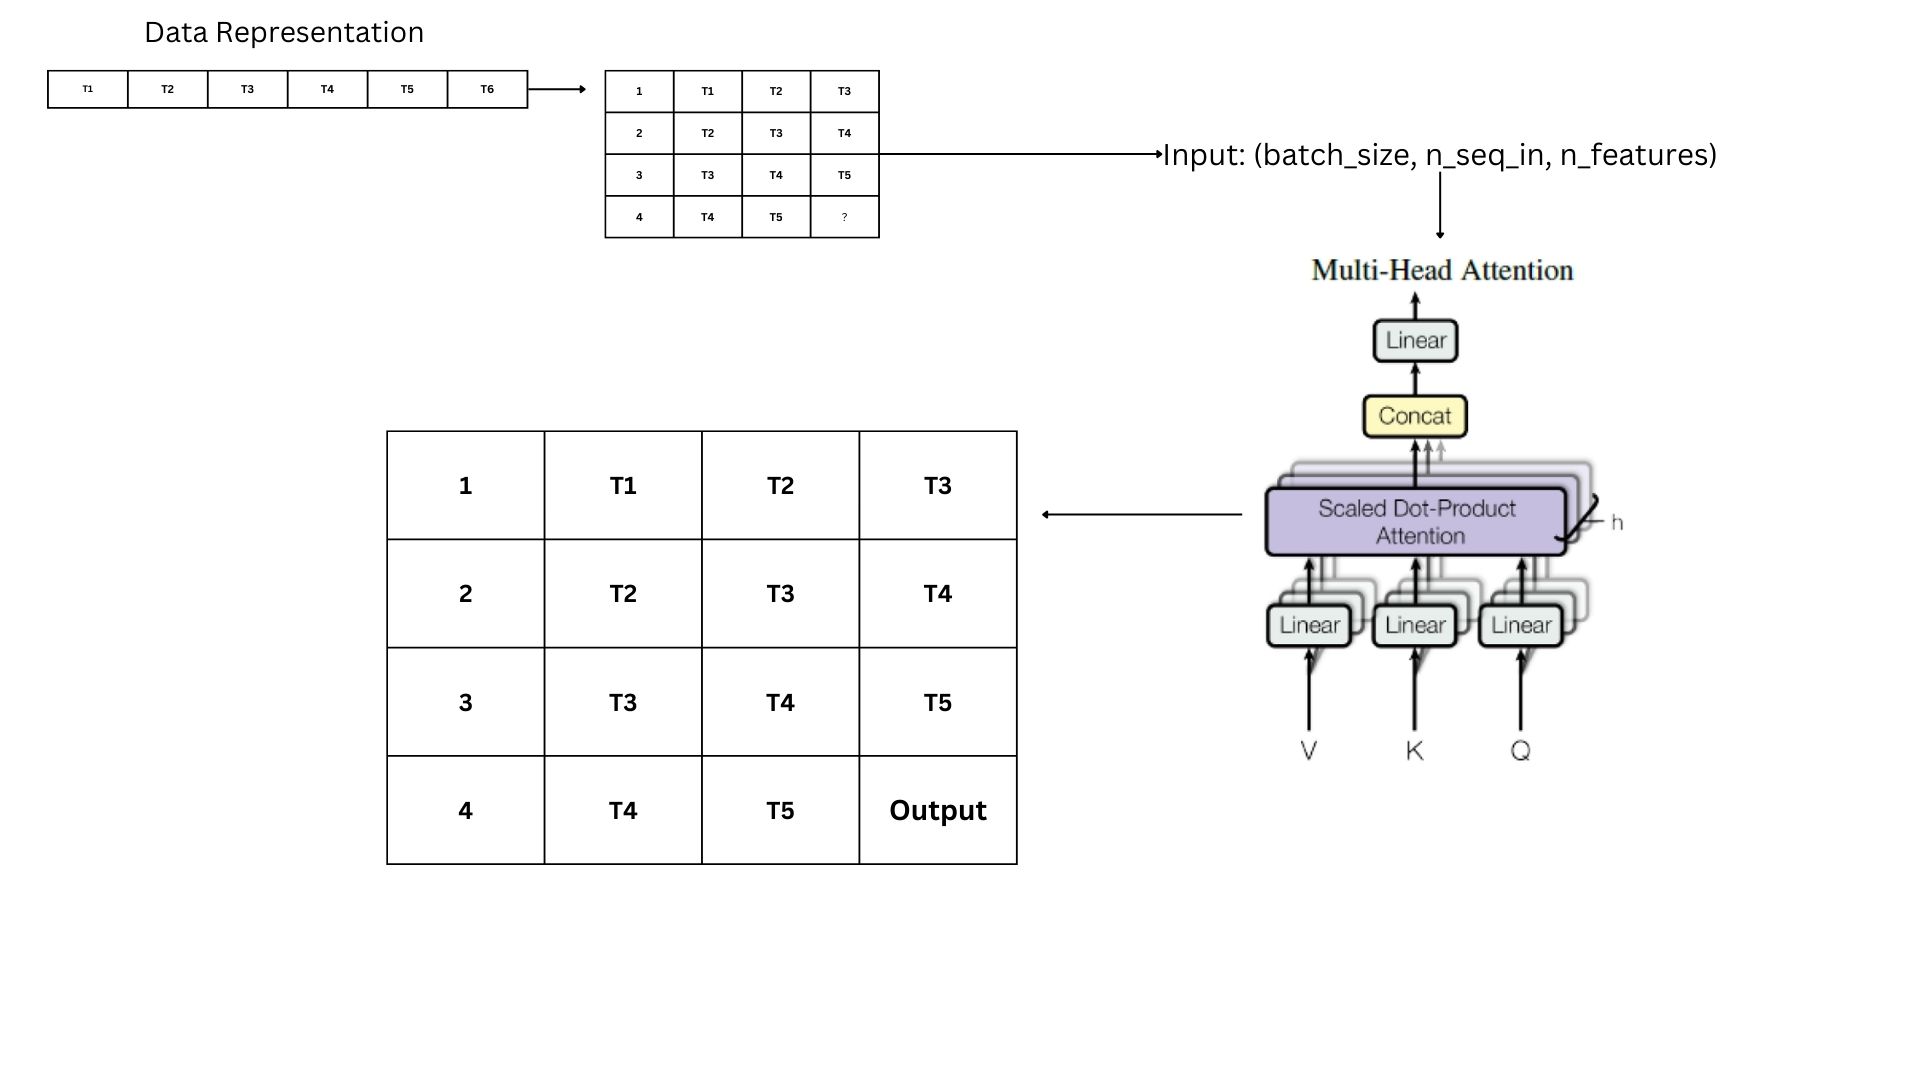 Data Representation
T1 T2 T3 T4 T5 T6
1 T1 T2 T3
2 T2 T3 T4
3 T3 T4 T5
4 T4 T5 ?
Input: (batch_size, n_seq_in, n_features)
Multi-Head Attention
Linear
Concat
Scaled Dot-Product
Attention
h
Linear Linear Linear
V K Q
1 T1 T2 T3
2 T2 T3 T4
3 T3 T4 T5
4 T4 T5 Output